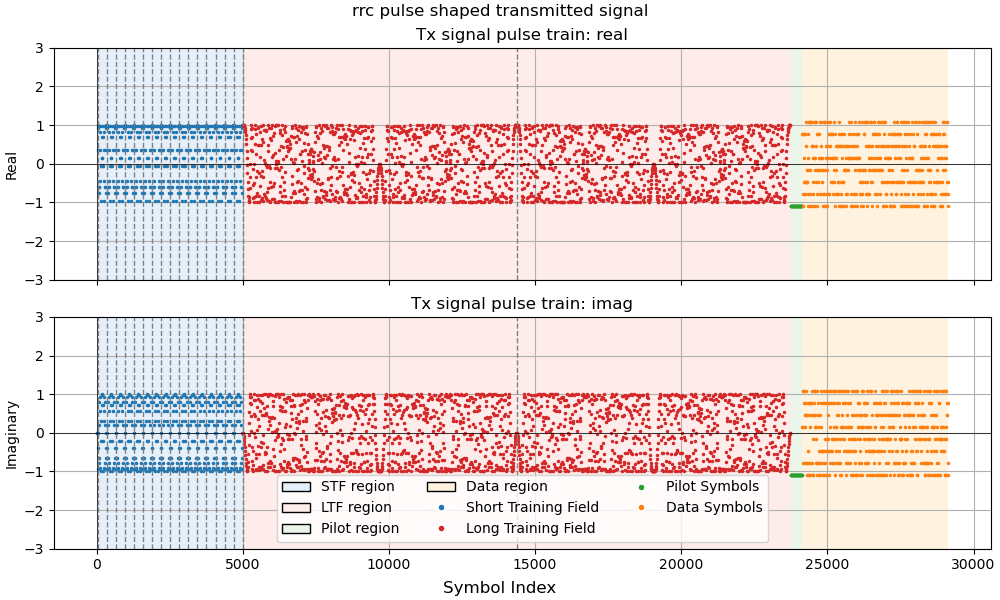 rrc pulse shaped transmitted signal
Tx signal pulse train: real
3
2
1
0
−1
−2
−3
Real
Tx signal pulse train: imag
3
2
1
0
−1
−2
−3
Imaginary
STF region
LTF region
Pilot region
Data region
Short Training Field
Long Training Field
Pilot Symbols
Data Symbols
0 5000 10000 15000 20000 25000 30000
Symbol Index